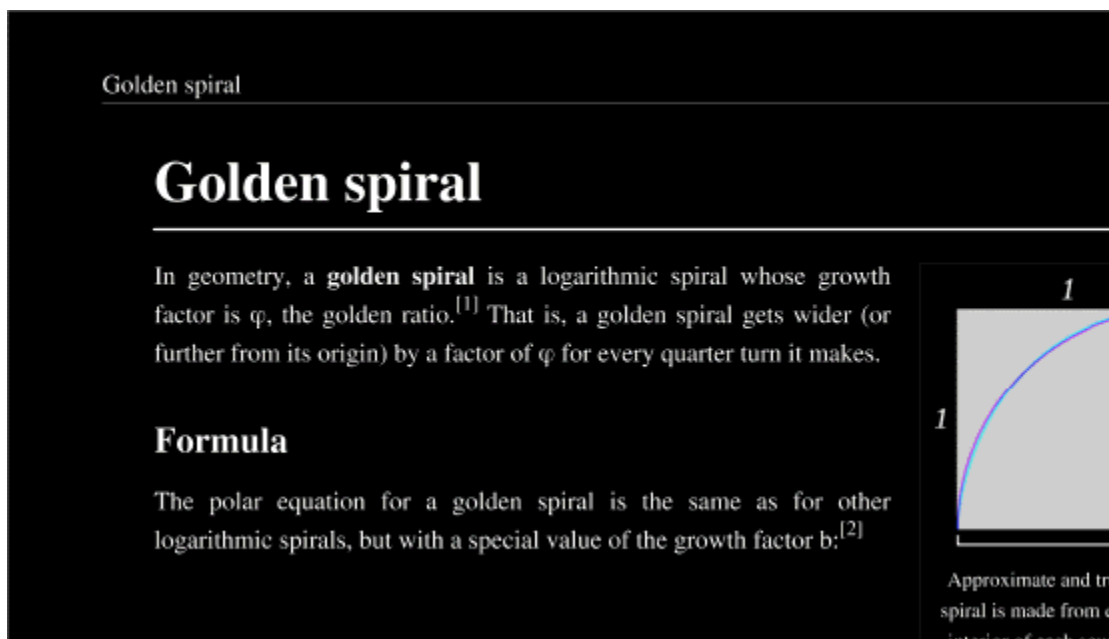 Golden spiral
Golden spiral
In geometry, a golden spiral is a logarithmic spiral whose growth
factor is φ, the golden ratio.[1] That is, a golden spiral gets wider (or
further from its origin) by a factor of φ for every quarter turn it makes.
Formula
The polar equation for a golden spiral is the same as for other
logarithmic spirals, but with a special value of the growth factor b:[2]
1
1
Approximate and
spiral is made from